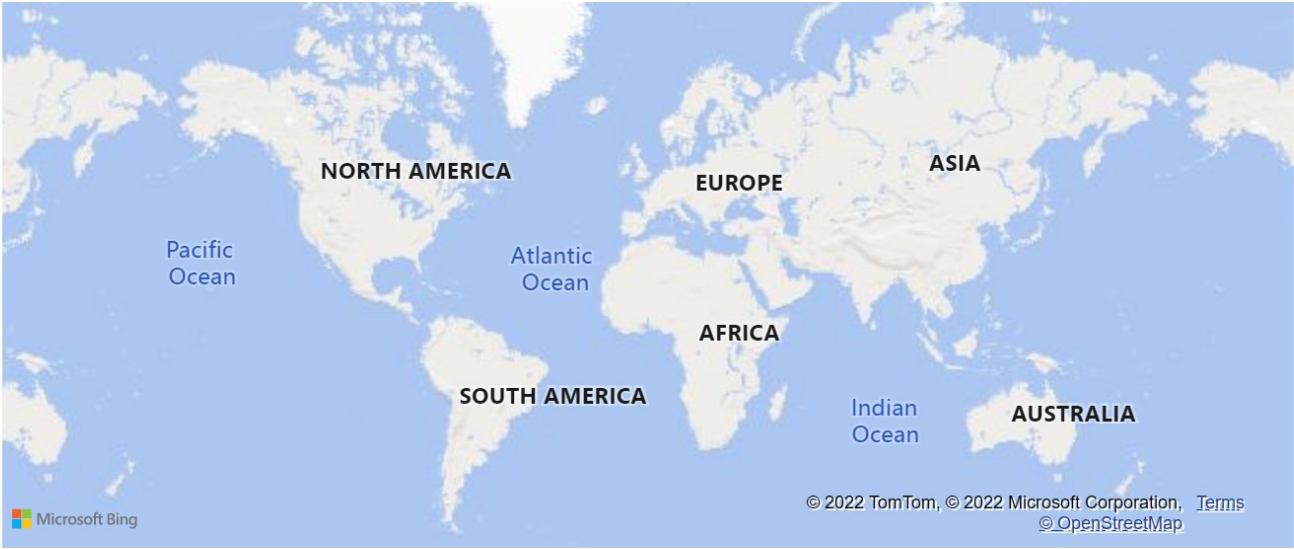 NORTH AMERICA
EUROPE
ASIA
Pacific
Ocean
Atlantic
Ocean
AFRICA
SOUTH AMERICA
Indian
Ocean
AUSTRALIA
© 2022 TomTom, © 2022 Microsoft Corporation, Terms
© OpenStreetMap
Microsoft Bing